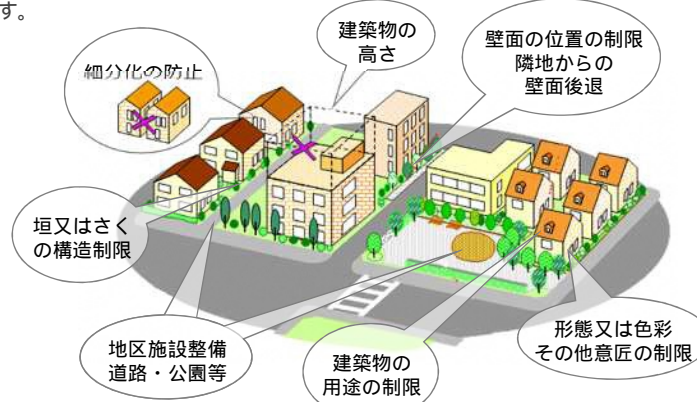 す。
建築物の
高さ
壁面の位置の制限
隣地からの
壁面後退
細分化の防止
垣又はさく
の構造制限
地区施設整備
道路・公園等
建築物の
用途の制限
形態又は色彩
その他意匠の制限